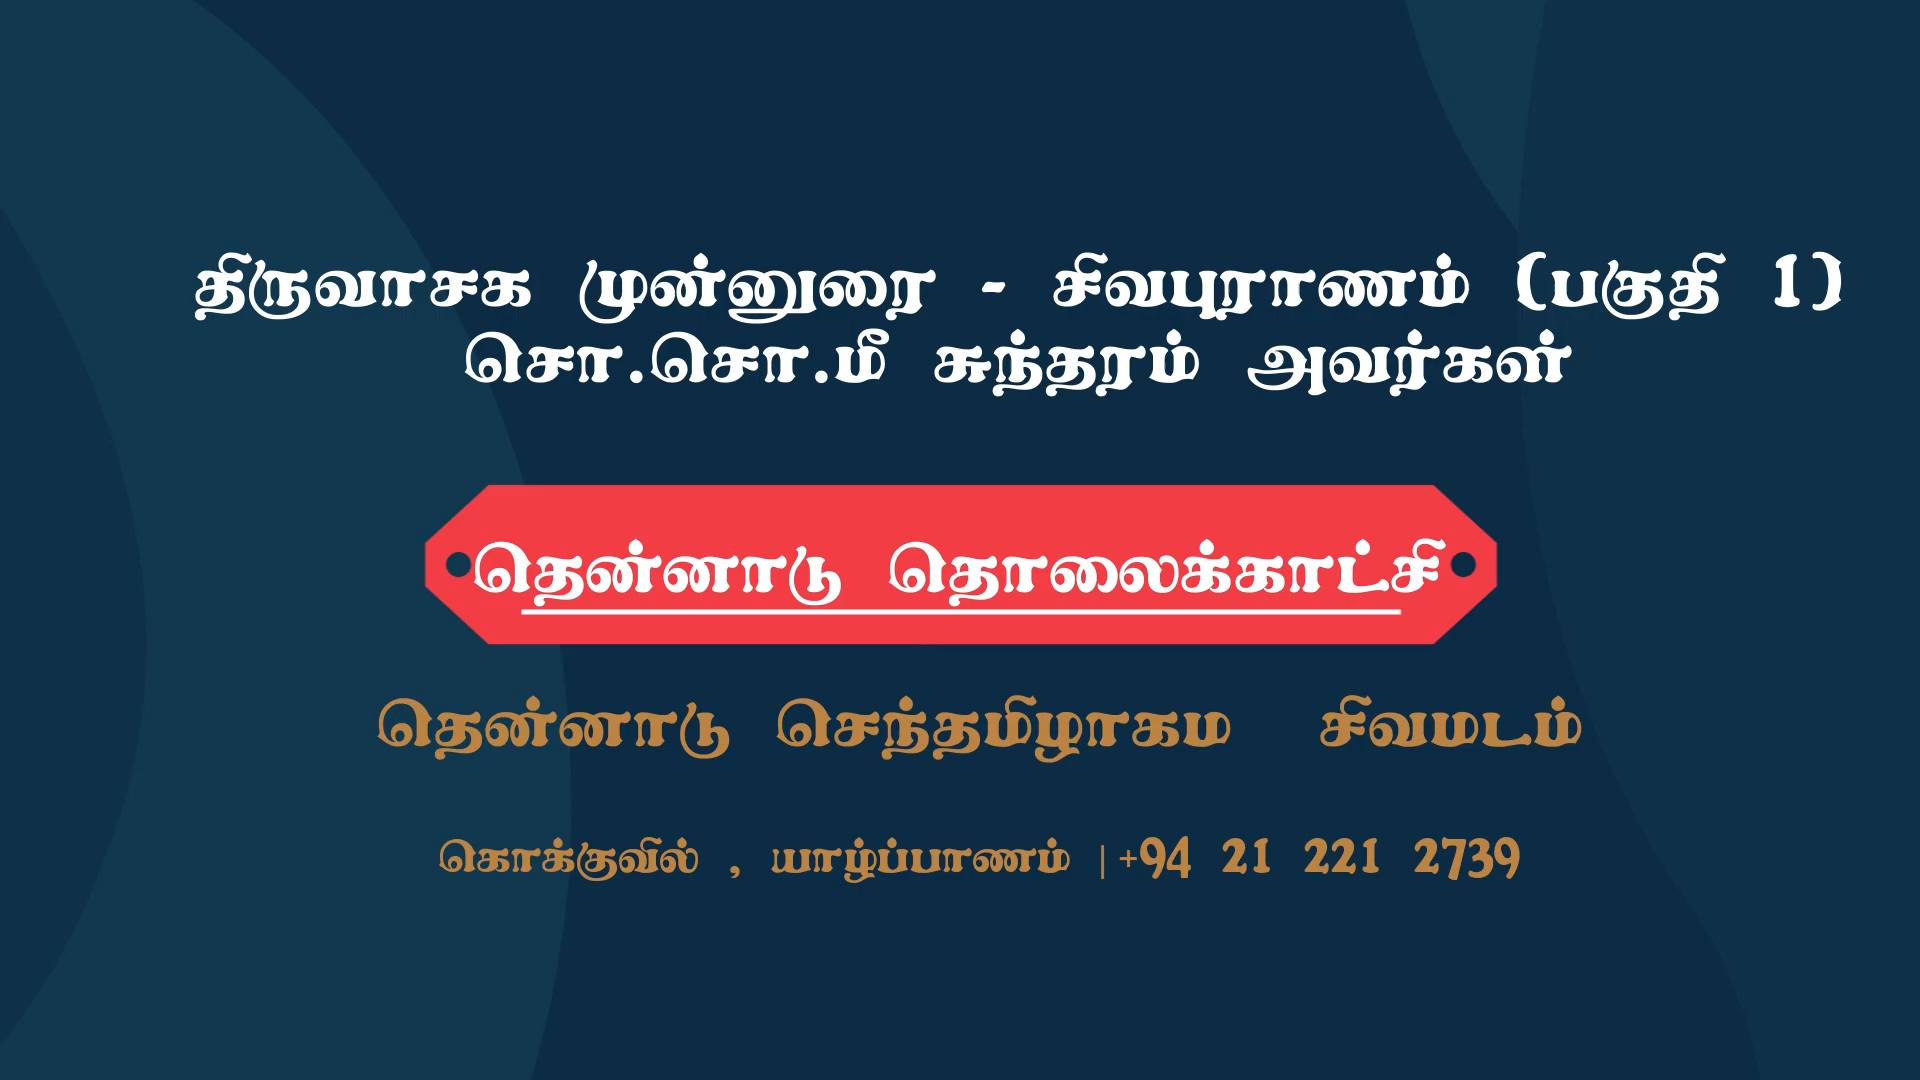 திருவாசக முன்னுரை - சிவபுராணம் (பகுதி 1)
சொ.சொ.மீ சுந்தரம் அவர்கள்
தென்னாடு தொலைக்காட்சி
தென்னாடு செந்தமிழாகம சிவமடம்
கொக்குவில் , யாழ்ப்பாணம் | +94 21 221 2739